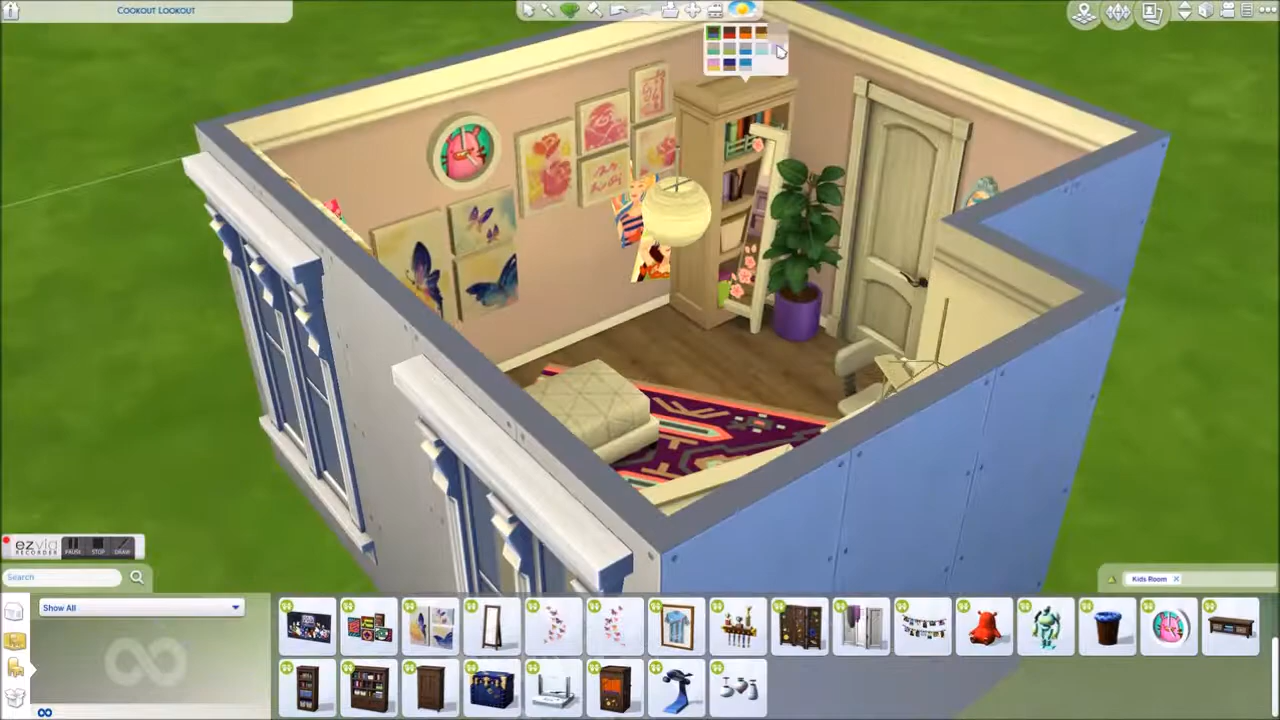 COOKOUT LOOKOUT
ezvid
RECORDER
PAUSE
STOP
DRAW
Search
Show All
Kids Room